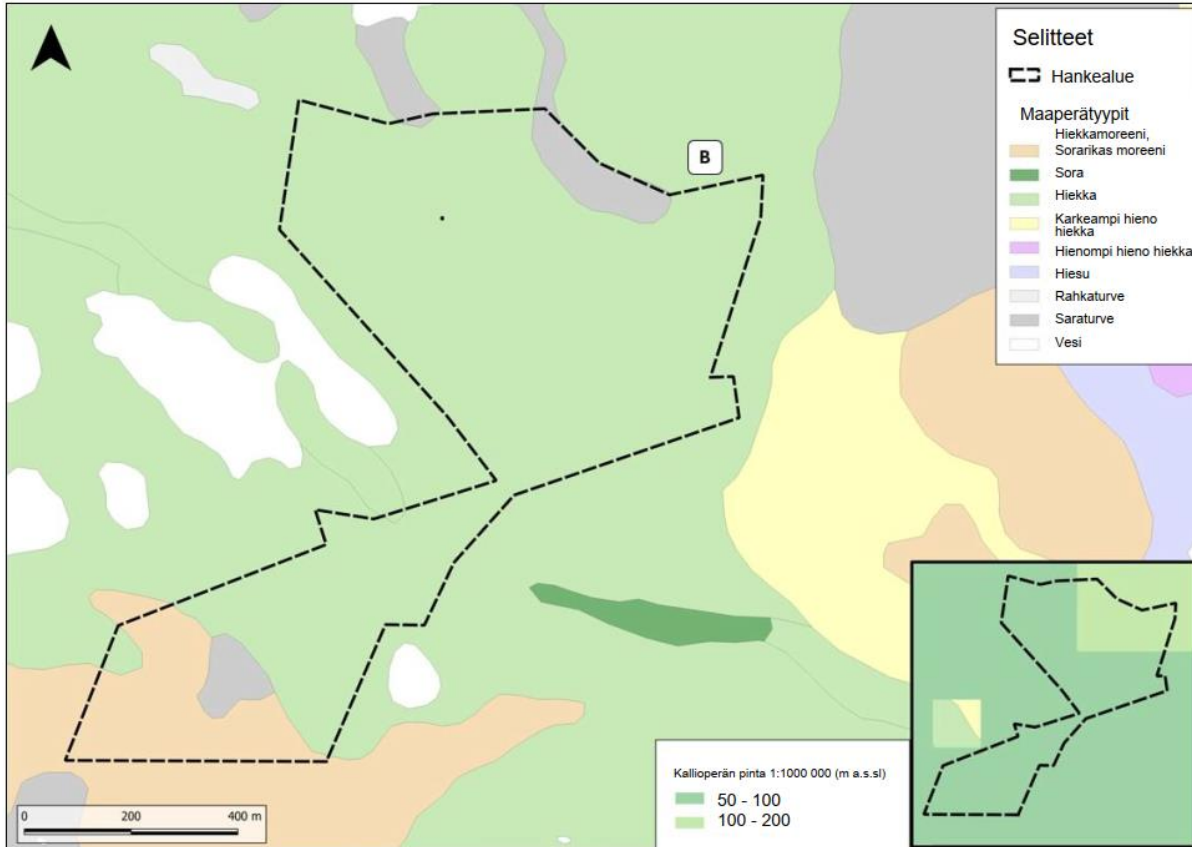 Selitteet
Hankealue
Maaperätyypit
Hiekkamoreeni,
Sorarikas moreeni
Sora
Hiekka
Karkeampi hieno
hiekka
Hienompi hieno hiekka
Hiesu
Rahkaturve
Saraturve
Vesi
B
Kallioperän pinta 1:1000 000 (m a.s.sl)
50 - 100
100 - 200
0 200 400 m